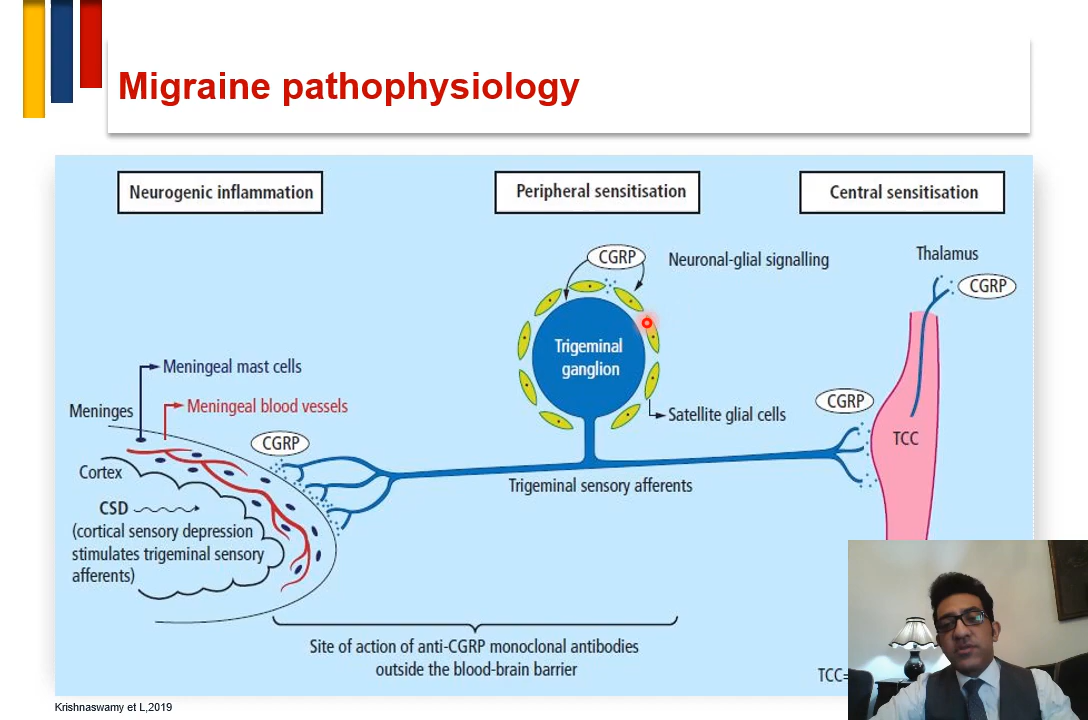 Migraine pathophysiology
Neurogenic inflammation
Peripheral sensitisation
Central sensitisation
CGRP
Neuronal-glial signalling
Thalamus
CGRP
Trigeminal
ganglion
Meningeal mast cells
Meninges
Meningeal blood vessels
CGRP
Satellite glial cells
CGRP
TCC
Cortex
Trigeminal sensory afferents
CSD
(cortical sensory depression
stimulates trigeminal sensory
afferents)
Site of action of anti-CGRP monoclonal antibodies
outside the blood-brain barrier
TCC=
Krishnaswamy et L,2019